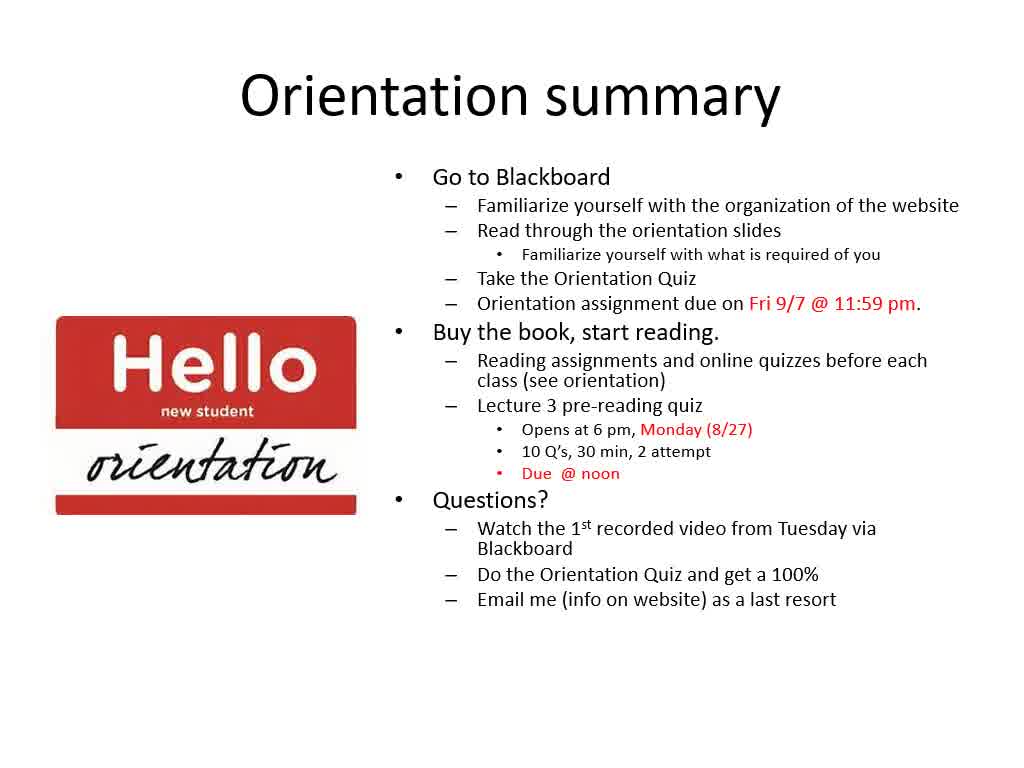 Orientation summary
• Go to Blackboard
– Familiarize yourself with the organization of the website
– Read through the orientation slides
• Familiarize yourself with what is required of you
– Take the Orientation Quiz
– Orientation assignment due on Fri 9/7 @ 11:59 pm.
• Buy the book, start reading.
– Reading assignments and online quizzes before each
class (see orientation)
– Lecture 3 pre-reading quiz
• Opens at 6 pm, Monday (8/27)
• 10 Q’s, 30 min, 2 attempt
• Due  @ noon
• Questions?
– Watch the 1st recorded video from Tuesday via
Blackboard
– Do the Orientation Quiz and get a 100%
– Email me (info on website) as a last resort
Hello
new student
orientation